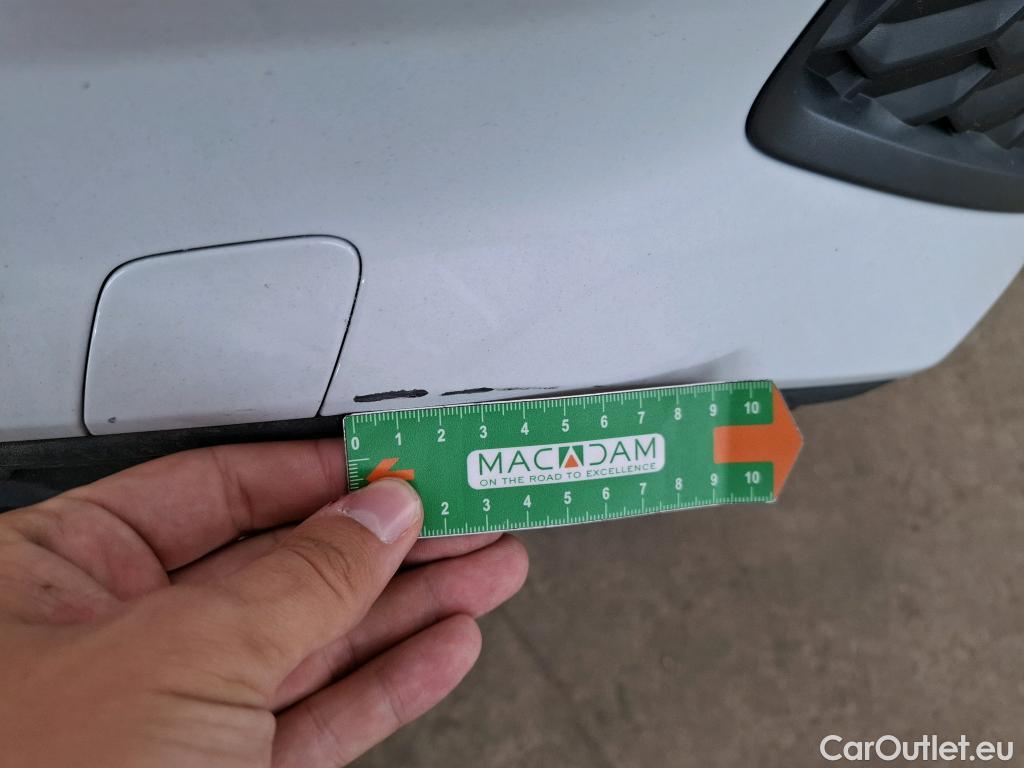 0 1 2 3 4 5 6 7 8 9 10
MACADAM
ON THE ROAD TO EXCELLENCE
2 3 4 5 6 7 8 9 10
CarOutlet.eu